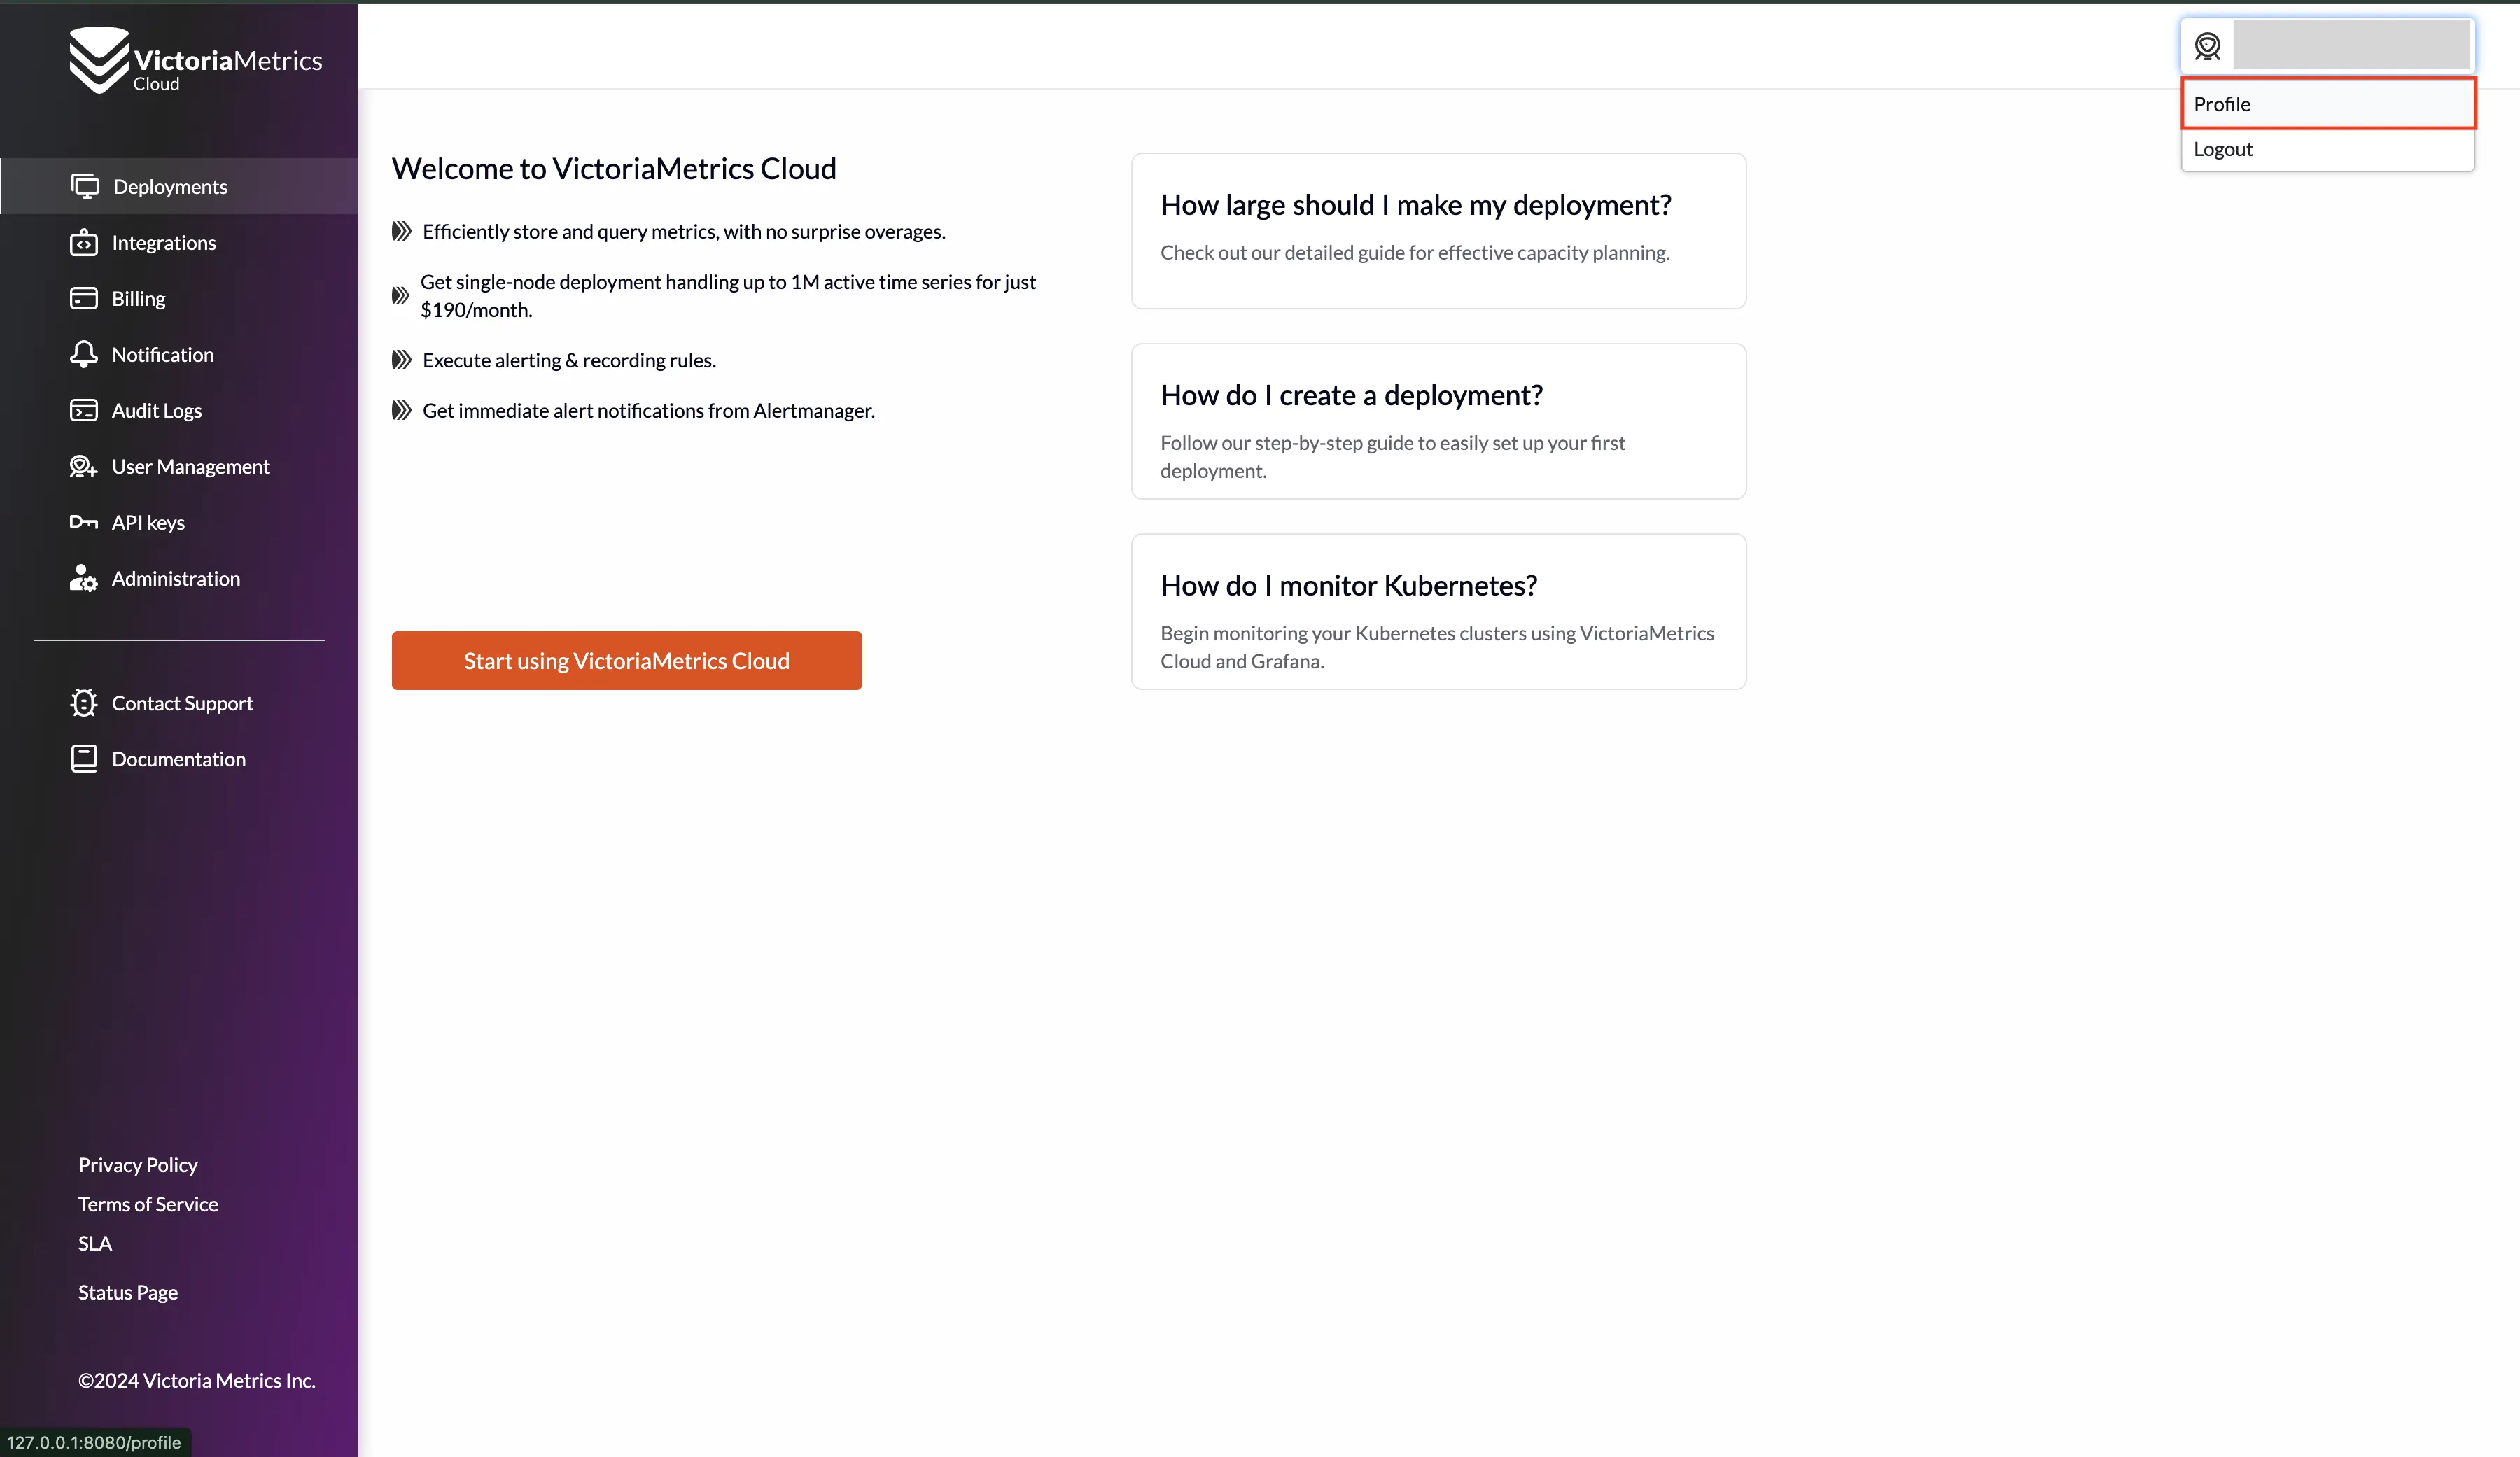 VictoriaMetrics
Cloud
Deployments
Integrations
Billing
Notification
Audit Logs
User Management
API keys
Administration
Contact Support
Documentation
Privacy Policy
Terms of Service
SLA
Status Page
©2024 Victoria Metrics Inc.
127.0.0.1:8080/profile
Profile
Logout
Welcome to VictoriaMetrics Cloud
Efficiently store and query metrics, with no surprise overages.
Get single-node deployment handling up to 1M active time series for just
$190/month.
Execute alerting & recording rules.
Get immediate alert notifications from Alertmanager.
Start using VictoriaMetrics Cloud
How large should I make my deployment?
Check out our detailed guide for effective capacity planning.
How do I create a deployment?
Follow our step-by-step guide to easily set up your first
deployment.
How do I monitor Kubernetes?
Begin monitoring your Kubernetes clusters using VictoriaMetrics
Cloud and Grafana.